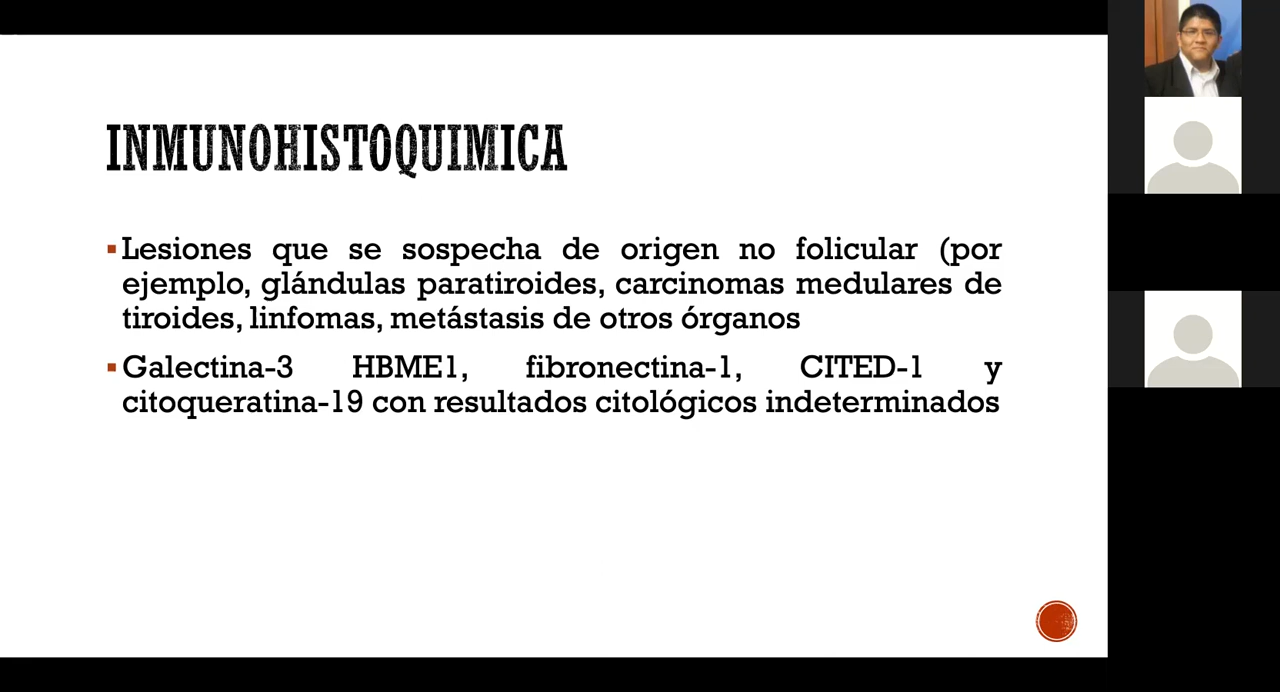 INMUNOHISTOQUIMICA
Lesiones que se sospecha de origen no folicular (por
ejemplo, glándulas paratiroides, carcinomas medulares de
tiroides, linfomas, metástasis de otros órganos
Galectina-3 HBME1, fibronectina-1, CITED-1 y
citoqueratina-19 con resultados citológicos indeterminados